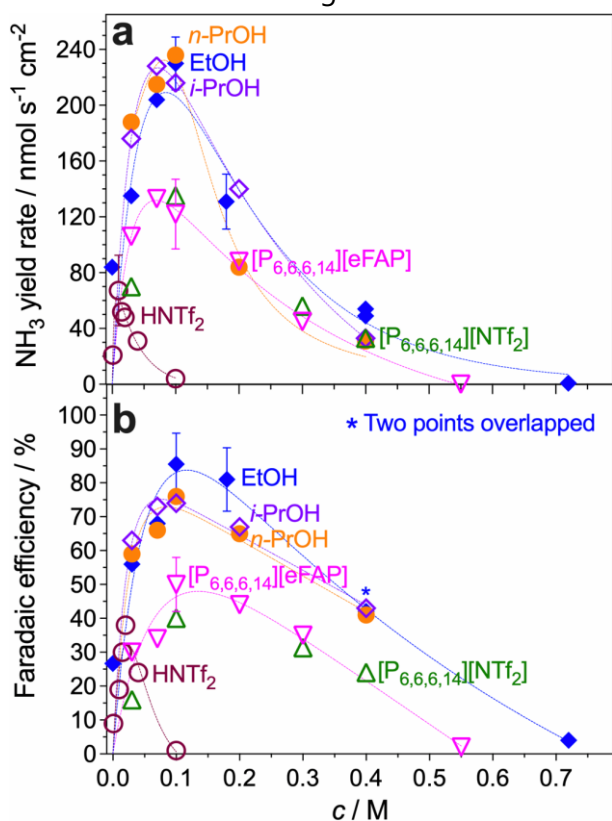 a
n-PrOH
EtOH
i-PrOH
[P6,6,6,14][eFAP]
HNTf2
[P6,6,6,14][NTf2]
NH3 yield rate / nmol s-1 cm-2
240
200
160
120
80
40
0
b
* Two points overlapped
EtOH
i-PrOH
n-PrOH
[P6,6,6,14][eFAP]
*
HNTf2
[P6,6,6,14][NTf2]
Faradaic efficiency / %
100
90
80
70
60
50
40
30
20
10
0
0.0 0.1 0.2 0.3 0.4 0.5 0.6 0.7
c / M